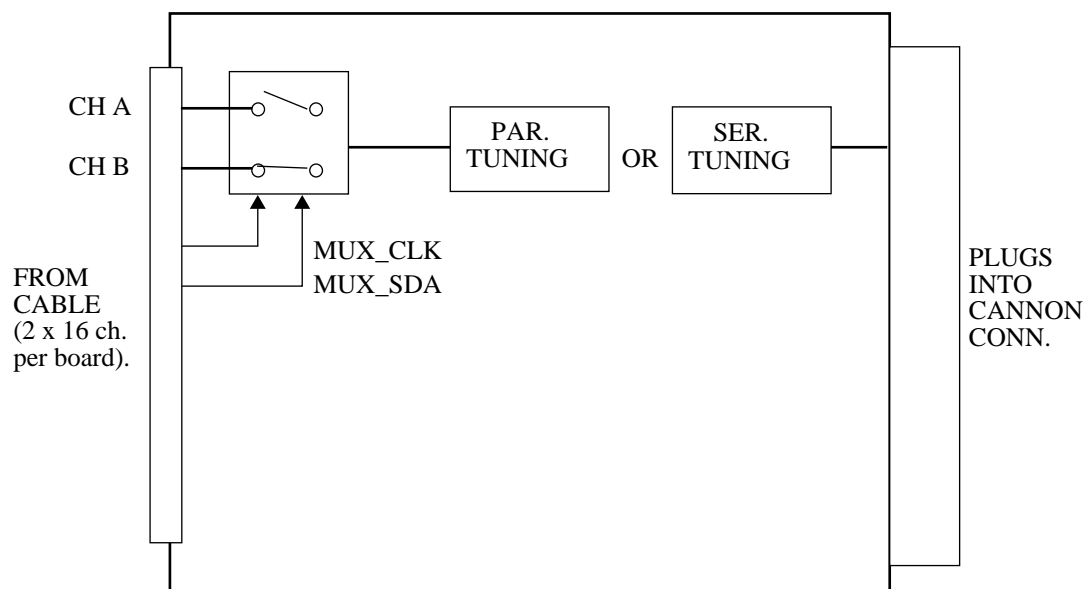 CH A
CH B
PAR.
TUNING
OR
SER.
TUNING
MUX_CLK
MUX_SDA
FROM
CABLE
(2 x 16 ch.
per board).
PLUGS
INTO
CANNON
CONN.